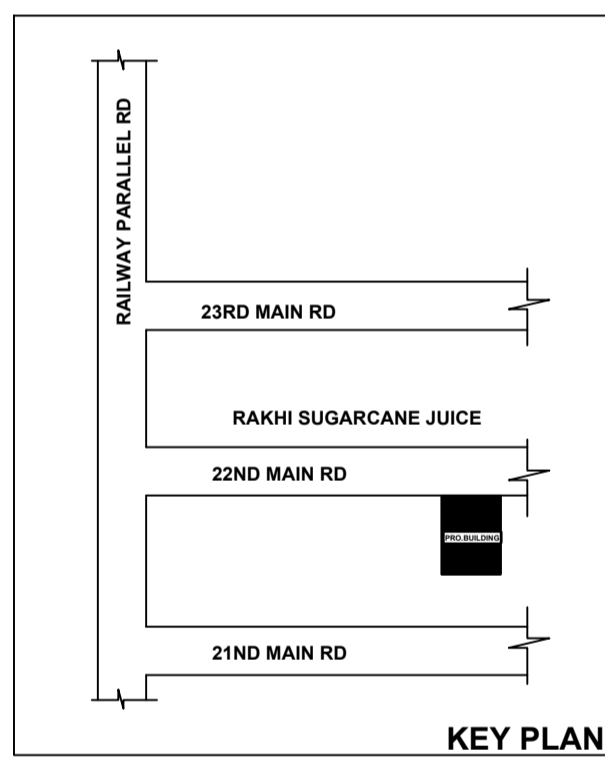 RAILWAY PARALLEL RD
23RD MAIN RD
RAKHI SUGARCANE JUICE
22ND MAIN RD
PRO.BUILDING
21ND MAIN RD
KEY PLAN